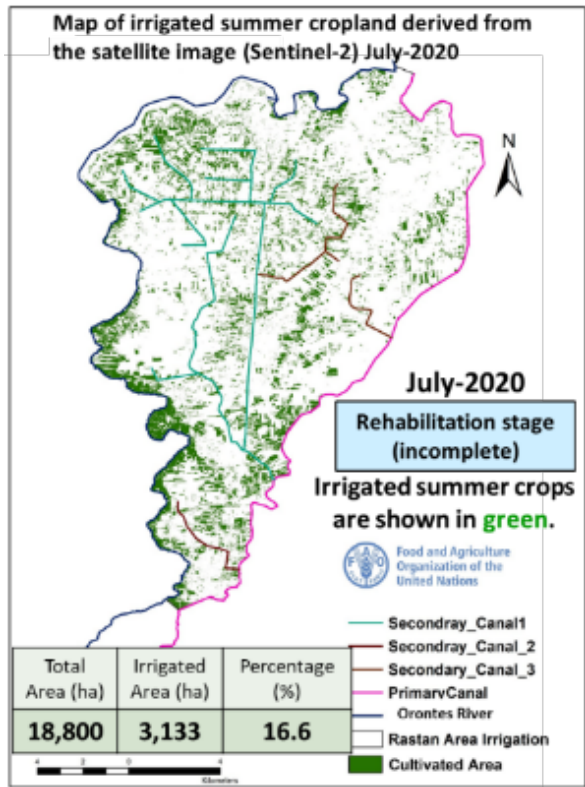 Map of irrigated summer cropland derived from
the satellite image (Sentinel-2) July-2020
N
July-2020
Rehabilitation stage
(incomplete)
Irrigated summer crops
are shown in green.
FAO
Food and Agriculture
Organization of the
United Nations
Secondray_Canal1
Secondray_Canal_2
Secondary_Canal_3
PrimaryCanal
Orontes River
Rastan Area Irrigation
Cultivated Area
Total Area (ha)
Irrigated Area (ha)
Percentage (%)
18,800
3,133
16.6
4 2 0 4
Kilometers